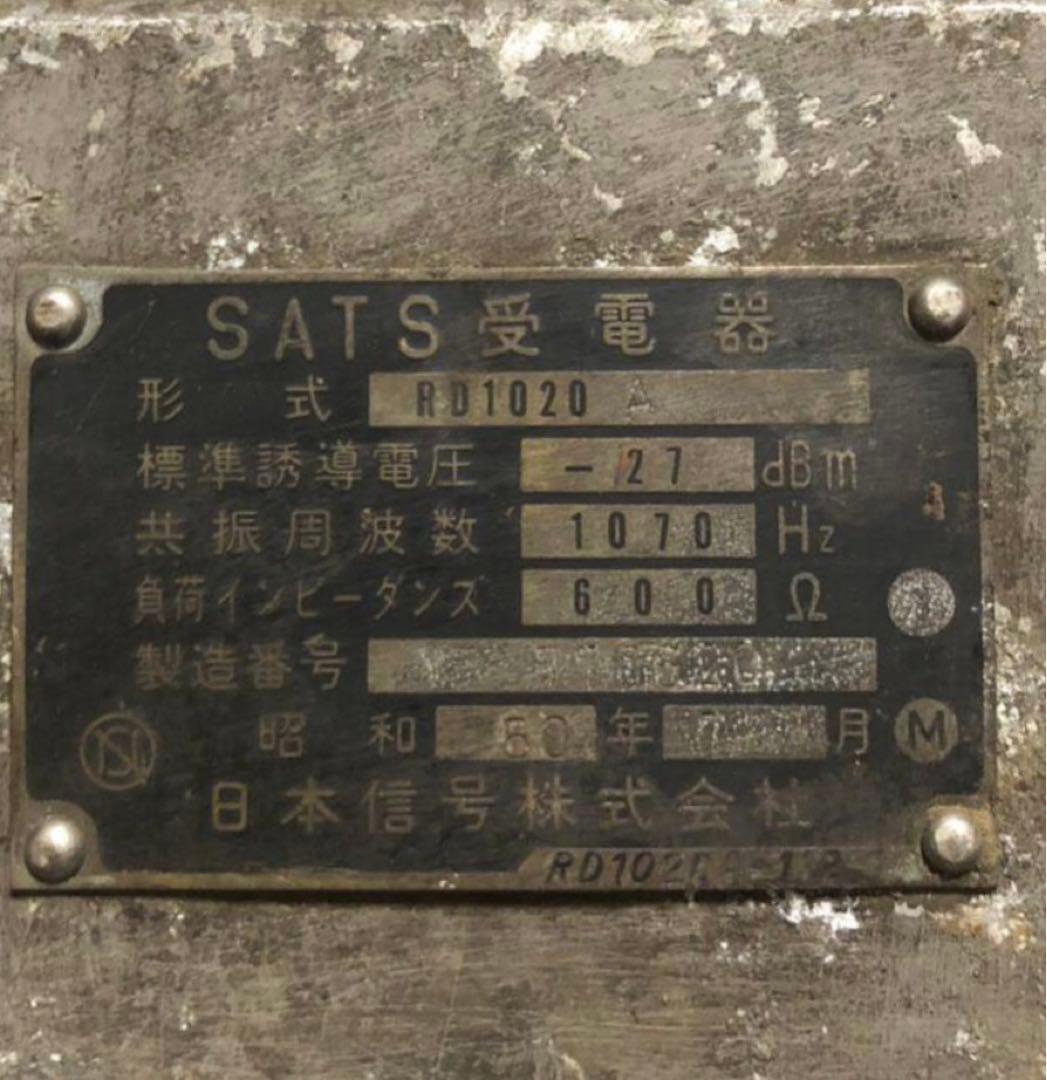 SATS受電器
形式 RD1020 A
標準誘導電圧 -27 dBm
共振周波数 1070 Hz
負荷インピーダンス 600 Ω
製造番号
昭和 年 月 M
日本信号株式会社